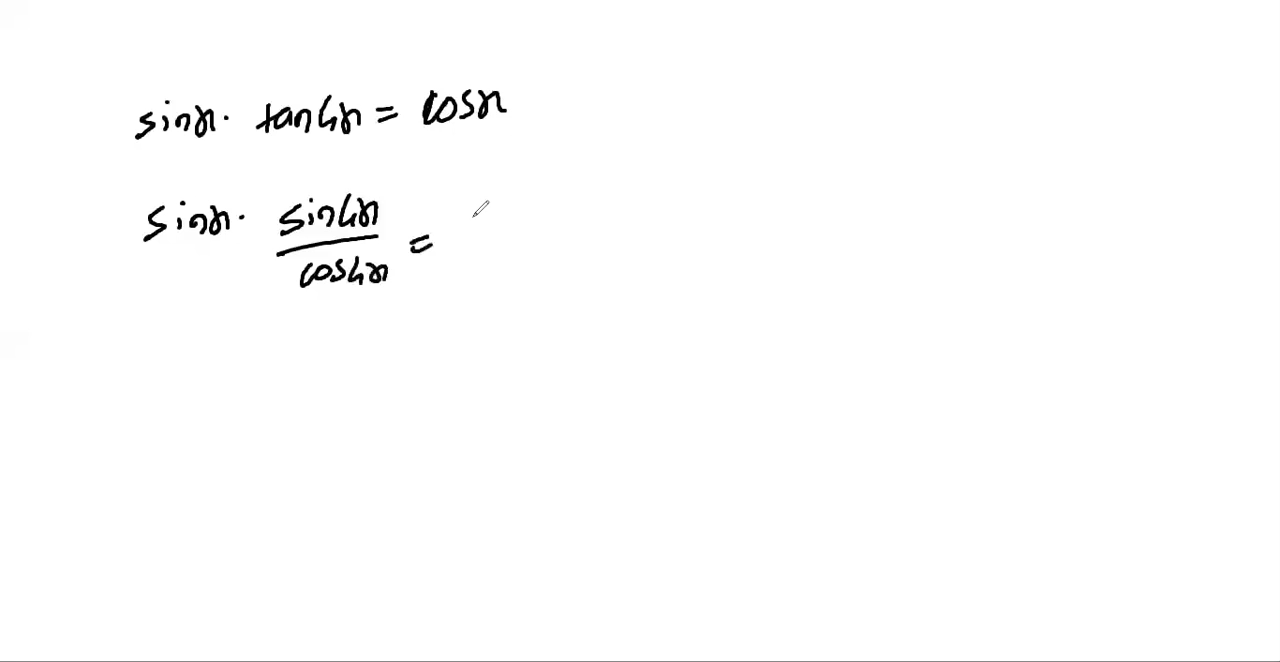 sinx. tan4x = cosx
sinx. sin4x/cos4x =